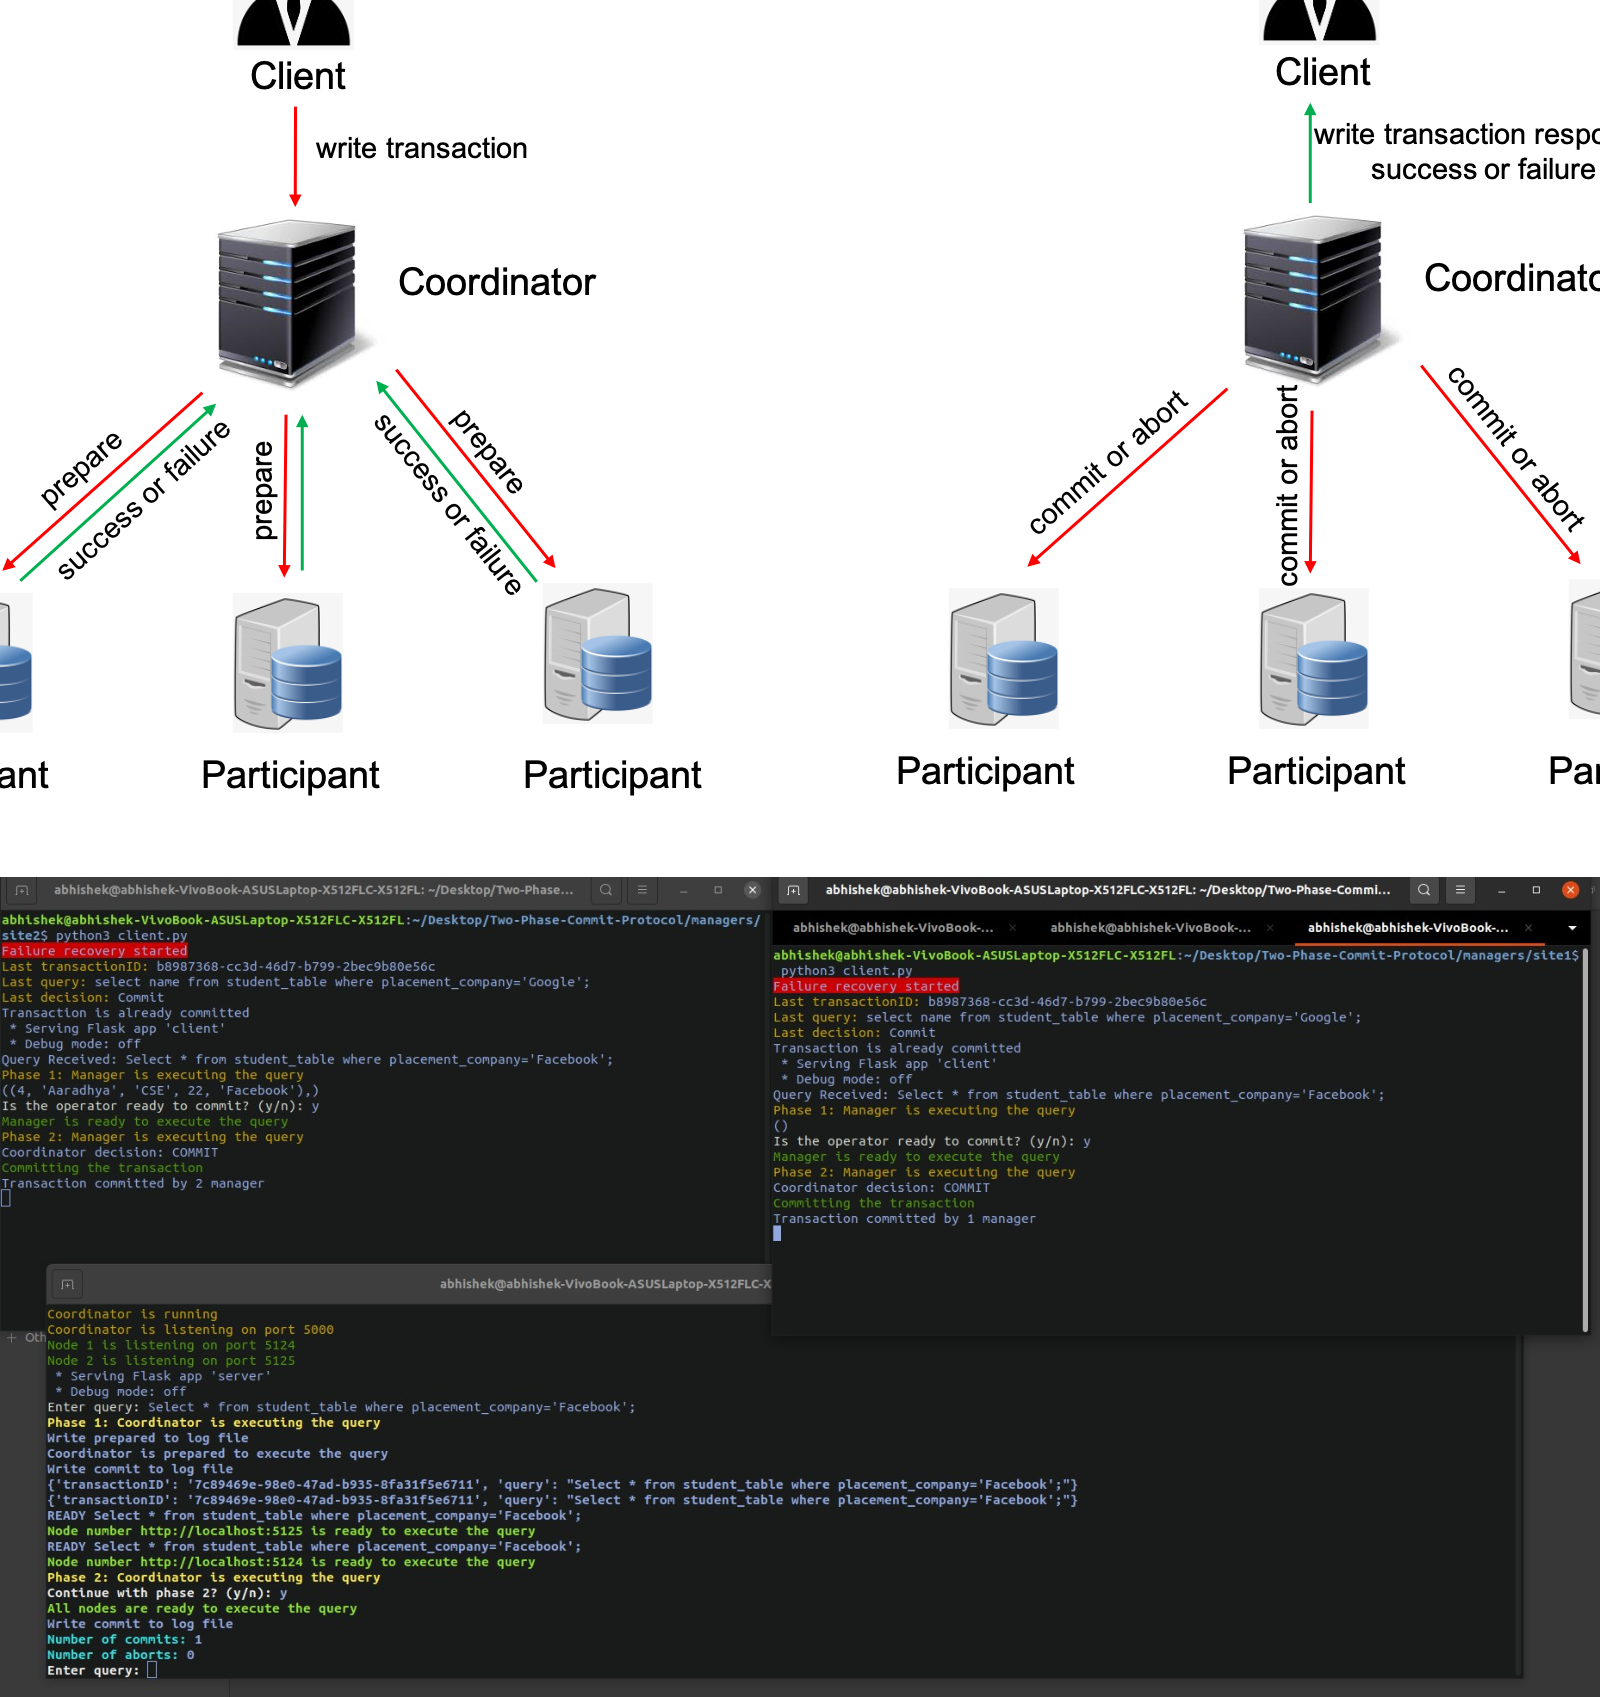 Client
write transaction
Coordinator
prepare
success or failure
prepare
success or failure
prepare
ant
Participant
Participant
Client
write transaction respo
success or failure
Coordinato
commit or abort
commit or abort
commit or abort
Participant
Participant
Par
abhishek@abhishek-VivoBook-ASUSLaptop-X512FLC-X512FL: ~/Desktop/Two-Phase...
abhishek@abhishek-VivoBook-ASUSLaptop-X512FLC-X512FL:~/Desktop/Two-Phase-Commit-Protocol/managers/
site2$ python3 client.py
Failure recovery started
Last transactionID: b8987368-cc3d-46d7-b799-2bec9b80e56c
Last query: select name from student_table where placement_company='Google';
Last decision: Commit
Transaction is already committed
 * Serving Flask app 'client'
 * Debug mode: off
Query Received: Select * from student_table where placement_company='Facebook';
Phase 1: Manager is executing the query
((4, 'Aaradhya', 'CSE', 22, 'Facebook'),)
Is the operator ready to commit? (y/n): y
Manager is ready to execute the query
Phase 2: Manager is executing the query
Coordinator decision: COMMIT
Committing the transaction
Transaction committed by 2 manager
abhishek@abhishek-VivoBook-ASUSLaptop-X512FLC-X512FL: ~/Desktop/Two-Phase-Commi...
abhishek@abhishek-VivoBook-...
abhishek@abhishek-VivoBook-...
abhishek@abhishek-VivoBook-...
abhishek@abhishek-VivoBook-ASUSLaptop-X512FLC-X512FL:~/Desktop/Two-Phase-Commit-Protocol/managers/site1$
 python3 client.py
Failure recovery started
Last transactionID: b8987368-cc3d-46d7-b799-2bec9b80e56c
Last query: select name from student_table where placement_company='Google';
Last decision: Commit
Transaction is already committed
 * Serving Flask app 'client'
 * Debug mode: off
Query Received: Select * from student_table where placement_company='Facebook';
Phase 1: Manager is executing the query
()
Is the operator ready to commit? (y/n): y
Manager is ready to execute the query
Phase 2: Manager is executing the query
Coordinator decision: COMMIT
Committing the transaction
Transaction committed by 1 manager
+ Oth
abhishek@abhishek-VivoBook-ASUSLaptop-X512FLC-X
Coordinator is running
Coordinator is listening on port 5000
Node 1 is listening on port 5124
Node 2 is listening on port 5125
 * Serving Flask app 'server'
 * Debug mode: off
Enter query: Select * from student_table where placement_company='Facebook';
Phase 1: Coordinator is executing the query
Write prepared to log file
Coordinator is prepared to execute the query
Write commit to log file
{'transactionID': '7c89469e-98e0-47ad-b935-8fa31f5e6711', 'query': "Select * from student_table where placement_company='Facebook';"}
{'transactionID': '7c89469e-98e0-47ad-b935-8fa31f5e6711', 'query': "Select * from student_table where placement_company='Facebook';"}
READY Select * from student_table where placement_company='Facebook';
Node number http://localhost:5125 is ready to execute the query
READY Select * from student_table where placement_company='Facebook';
Node number http://localhost:5124 is ready to execute the query
Phase 2: Coordinator is executing the query
Continue with phase 2? (y/n): y
All nodes are ready to execute the query
Write commit to log file
Number of commits: 1
Number of aborts: 0
Enter query: